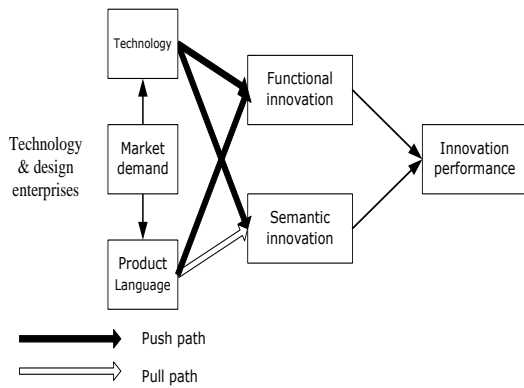 Technology
Functional
innovation
Technology
& design
enterprises
Market
demand
Innovation
performance
Semantic
innovation
Product
Language
Push path
Pull path